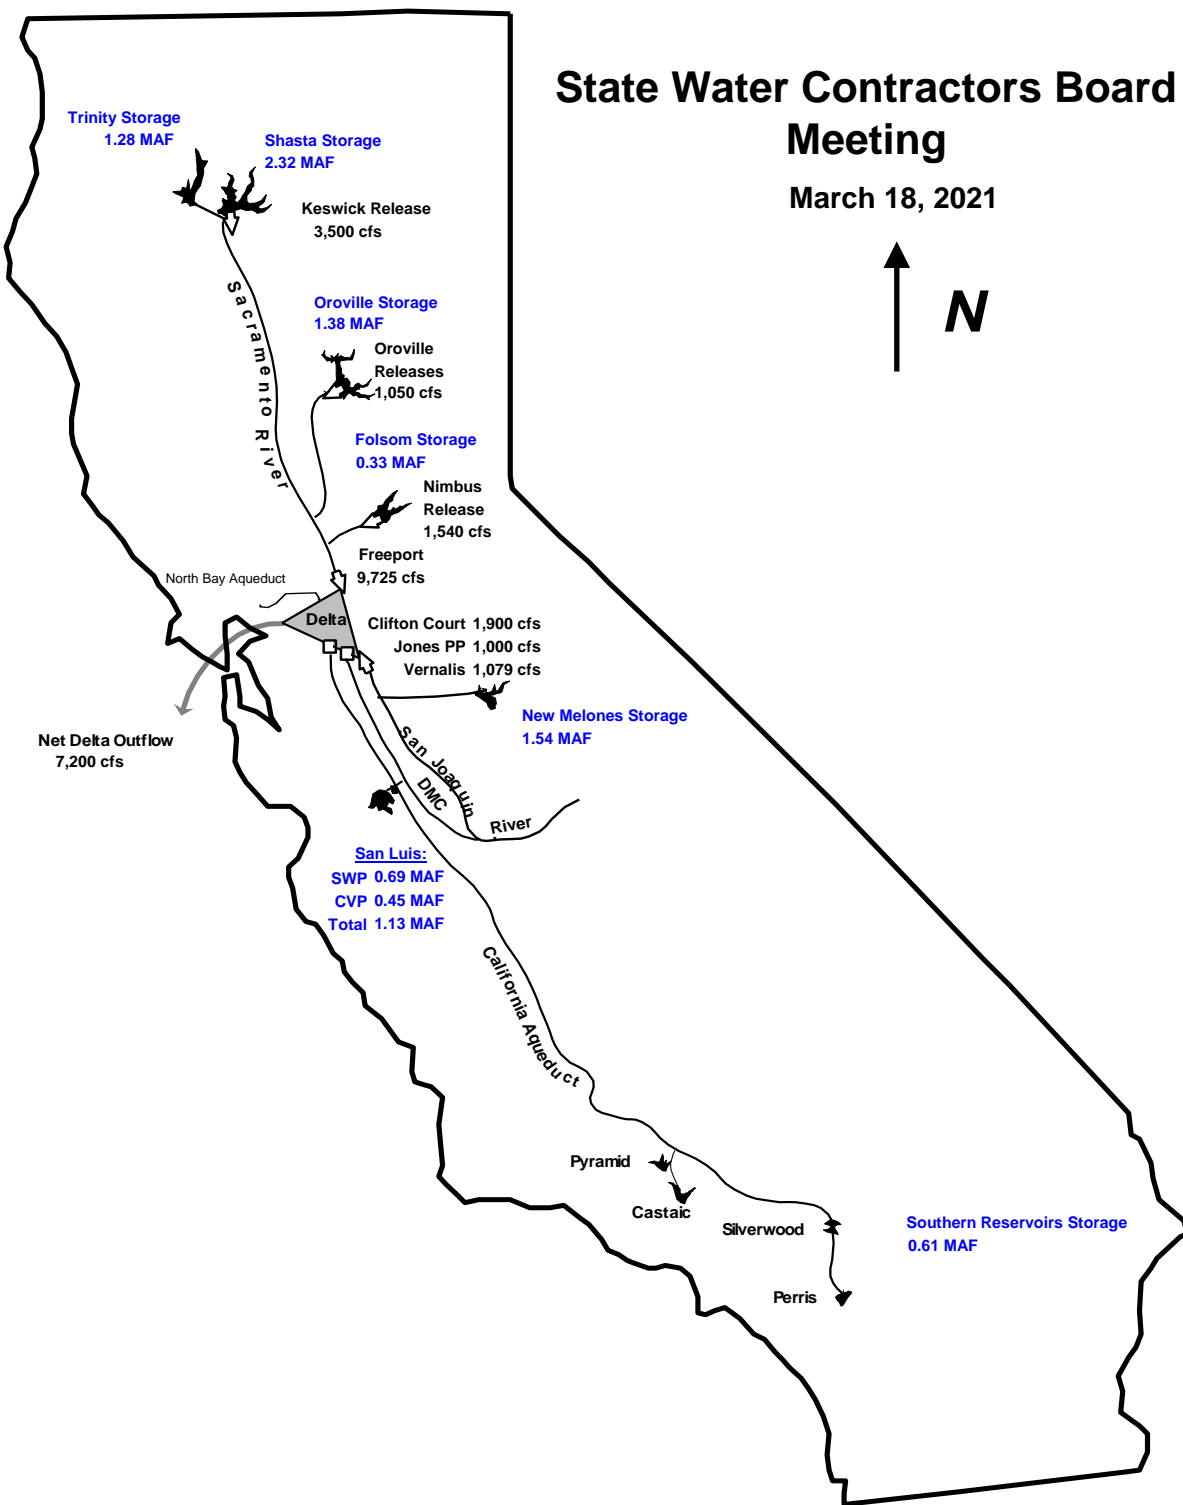 State Water Contractors Board
Meeting
March 18, 2021
N
Trinity Storage
1.28 MAF
Shasta Storage
2.32 MAF
Keswick Release
3,500 cfs
Sacramento River
Oroville Storage
1.38 MAF
Oroville
Releases
1,050 cfs
Folsom Storage
0.33 MAF
Nimbus
Release
1,540 cfs
Freeport
9,725 cfs
North Bay Aqueduct
Delta
Clifton Court 1,900 cfs
Jones PP 1,000 cfs
Vernalis 1,079 cfs
New Melones Storage
1.54 MAF
Net Delta Outflow
7,200 cfs
San Joaquin
River
DMC
San Luis:
SWP 0.69 MAF
CVP 0.45 MAF
Total 1.13 MAF
California Aqueduct
Pyramid
Castaic
Silverwood
Perris
Southern Reservoirs Storage
0.61 MAF